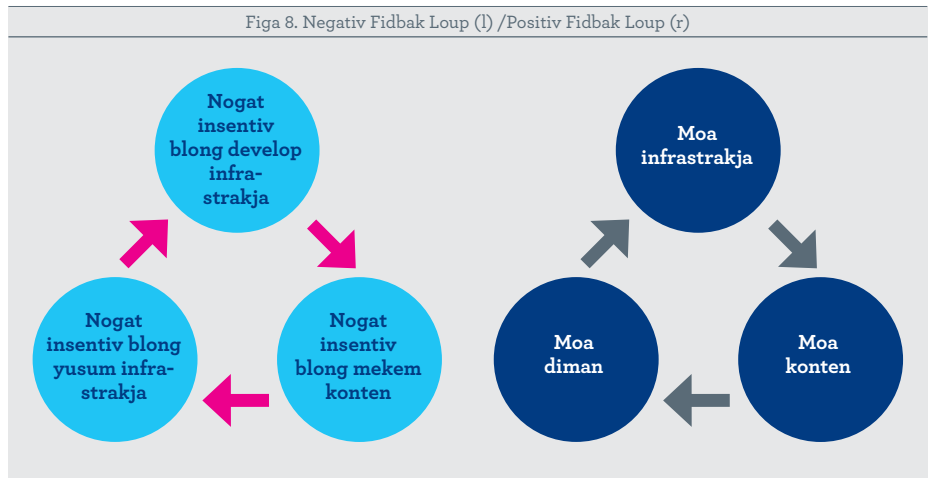 Figa 8. Negativ Fidbak Loup (l) /Positiv Fidbak Loup (r)
Nogat
insentiv
blong develop
infra-
strakja
Nogat
insentiv blong
yusum infra-
strakja
Nogat
insentiv
blong mekem
konten
Moa
infrastrakja
Moa
diman
Moa
konten